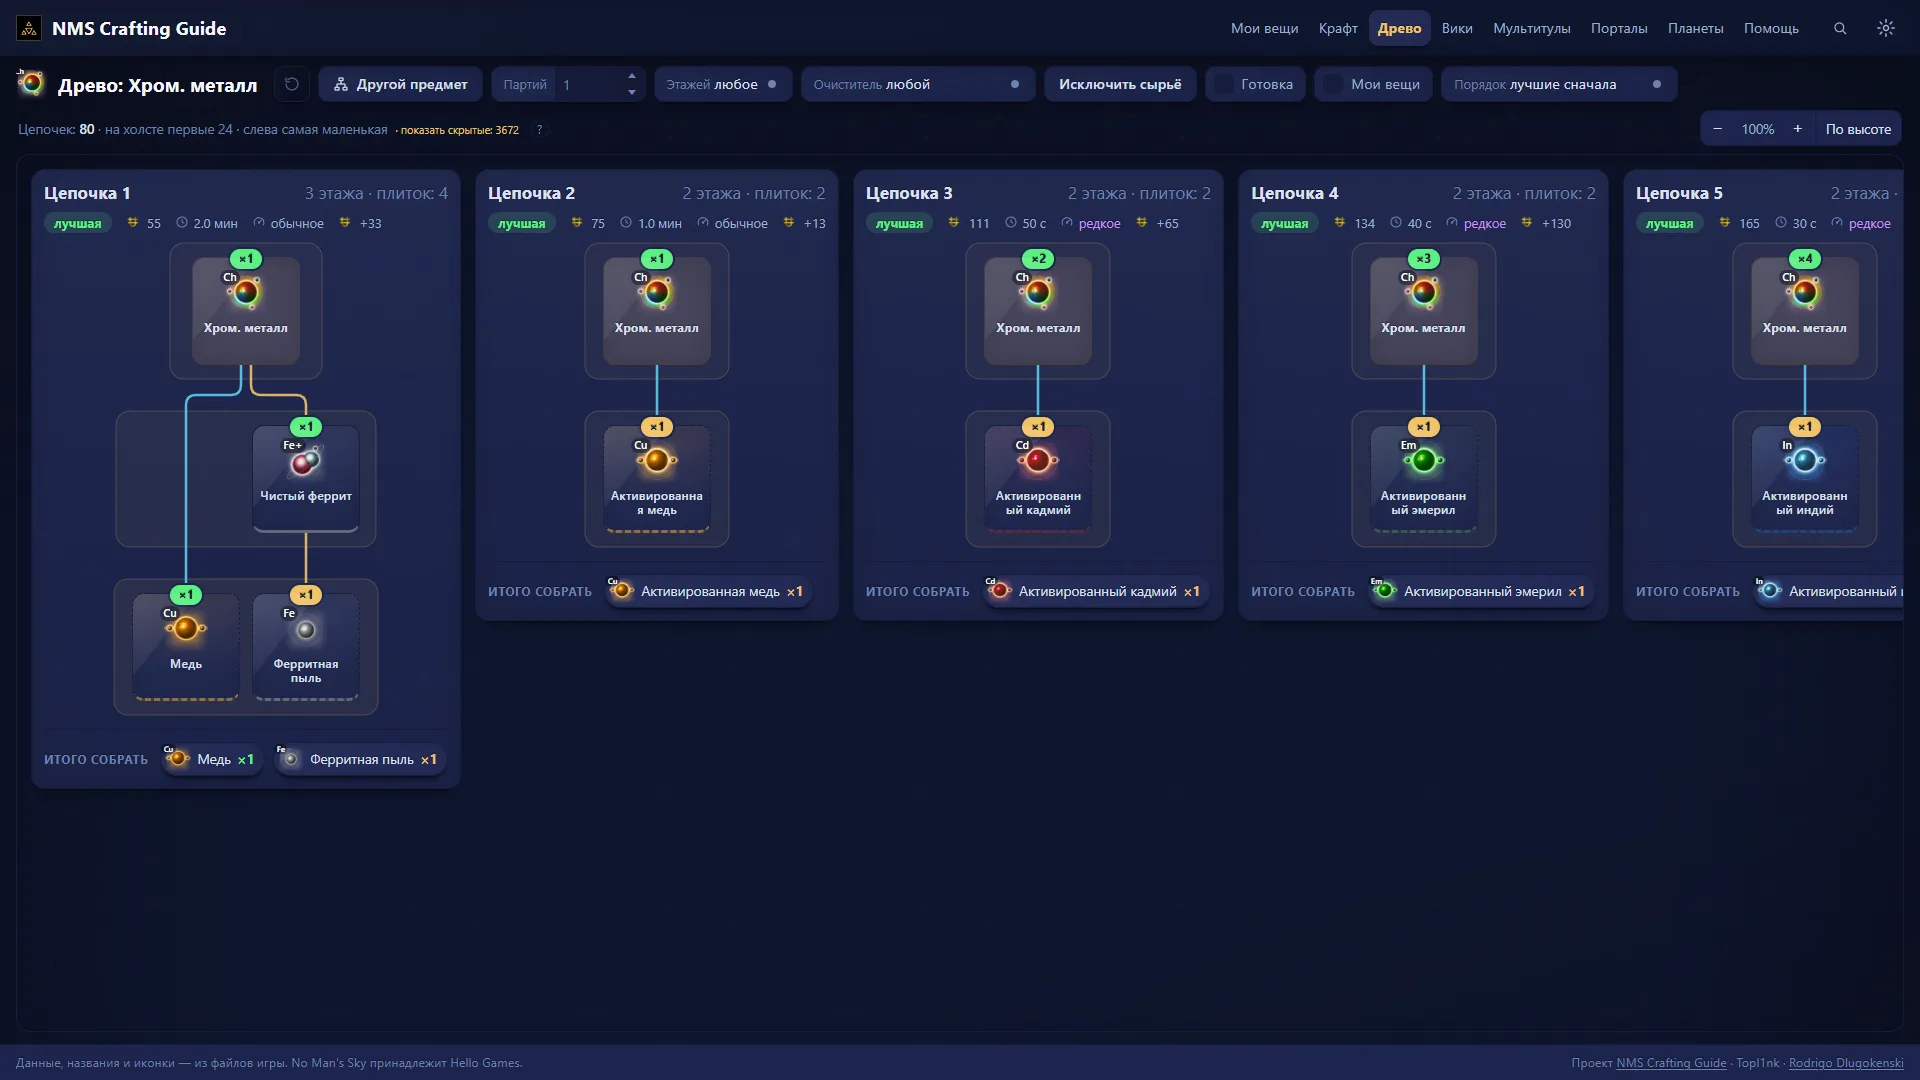 NMS Crafting Guide
Мои вещи Крафт Древо Вики Мультитулы Порталы Планеты Помощь
Древо: Хром. металл Другой предмет Партий 1 Этажей любое Очиститель любой Исключить сырьё Готовка Мои вещи Порядок лучшие сначала
Цепочек: 80 · на холсте первые 24 · слева самая маленькая · показать скрытые: 3672 ?
− 100% + По высоте
Цепочка 1 3 этажа · плиток: 4
лучшая 55 2.0 мин обычное +33
×1
Ch
Хром. металл
×1
Fe+
Чистый феррит
×1 ×1
Cu Fe
Медь Ферритная
пыль
ИТОГО СОБРАТЬ Cu Медь ×1 Fe Ферритная пыль ×1
Цепочка 2 2 этажа · плиток: 2
лучшая 75 1.0 мин обычное +13
×1
Ch
Хром. металл
×1
Cu
Активированна
я медь
ИТОГО СОБРАТЬ Cu Активированная медь ×1
Цепочка 3 2 этажа · плиток: 2
лучшая 111 50 с редкое +65
×2
Ch
Хром. металл
×1
Cd
Активированн
ый кадмий
ИТОГО СОБРАТЬ Cd Активированный кадмий ×1
Цепочка 4 2 этажа · плиток: 2
лучшая 134 40 с редкое +130
×3
Ch
Хром. металл
×1
Em
Активированн
ый эмерил
ИТОГО СОБРАТЬ Em Активированный эмерил ×1
Цепочка 5 2 этажа ·
лучшая 165 30 с редкое
×4
Ch
Хром. металл
×1
In
Активированн
ый индий
ИТОГО СОБРАТЬ In Активированный
Данные, названия и иконки — из файлов игры. No Man's Sky принадлежит Hello Games.
Проект NMS Crafting Guide · Topl1nk · Rodrigo Dlugokenski